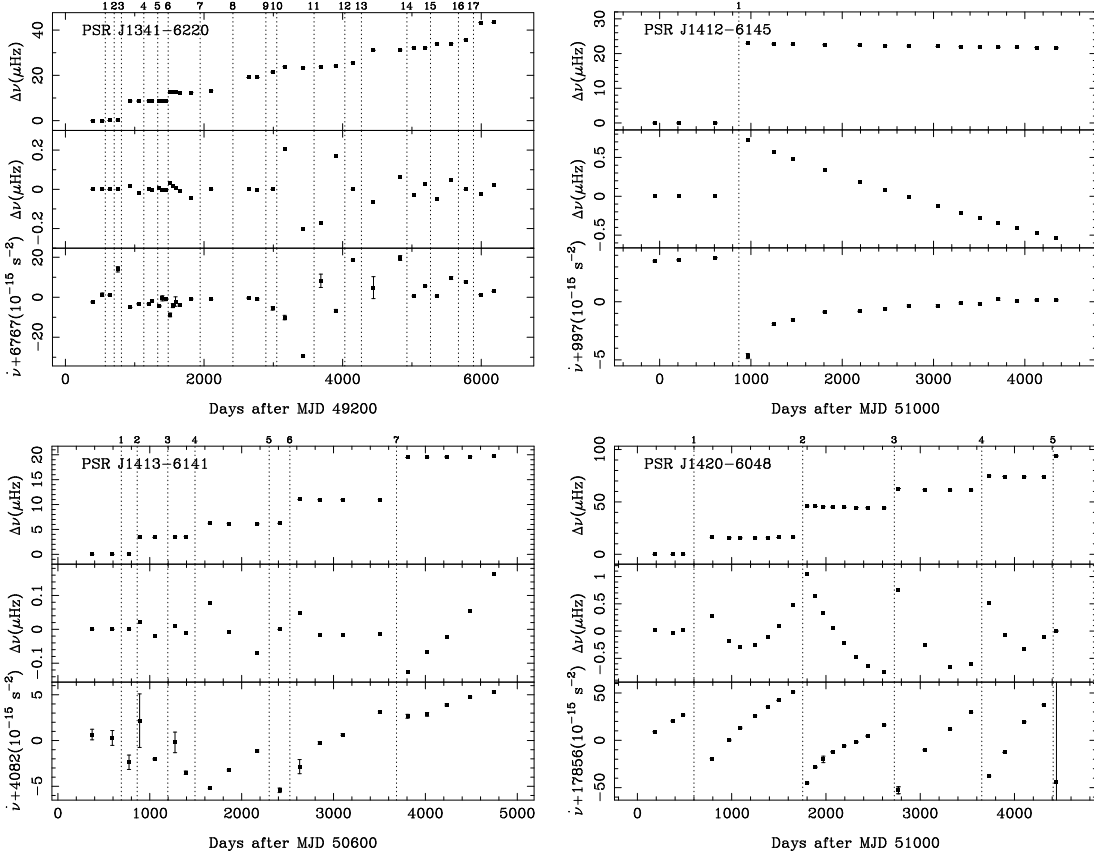 1 2 3 4 5 6 7 8 9 10 11 12 13 14 15 16 17
PSR J1341−6220
Δν(μHz)
0 20 40
Δν(μHz)
−0.2 0 0.2
ν̇+6767(10⁻¹⁵ s⁻²)
−20 0 20
0 2000 4000 6000
Days after MJD 49200
1
PSR J1412−6145
Δν(μHz)
0 10 20 30
Δν(μHz)
−0.5 0 0.5
ν̇+997(10⁻¹⁵ s⁻²)
−5 0
0 1000 2000 3000 4000
Days after MJD 51000
1 2 3 4 5 6 7
PSR J1413−6141
Δν(μHz)
0 5 10 15 20
Δν(μHz)
−0.1 0 0.1
ν̇+4082(10⁻¹⁵ s⁻²)
−5 0 5
0 1000 2000 3000 4000 5000
Days after MJD 50600
1 2 3 4 5
PSR J1420−6048
Δν(μHz)
0 50 100
Δν(μHz)
−0.5 0 0.5 1
ν̇+17856(10⁻¹⁵ s⁻²)
−50 0 50
0 1000 2000 3000 4000
Days after MJD 51000